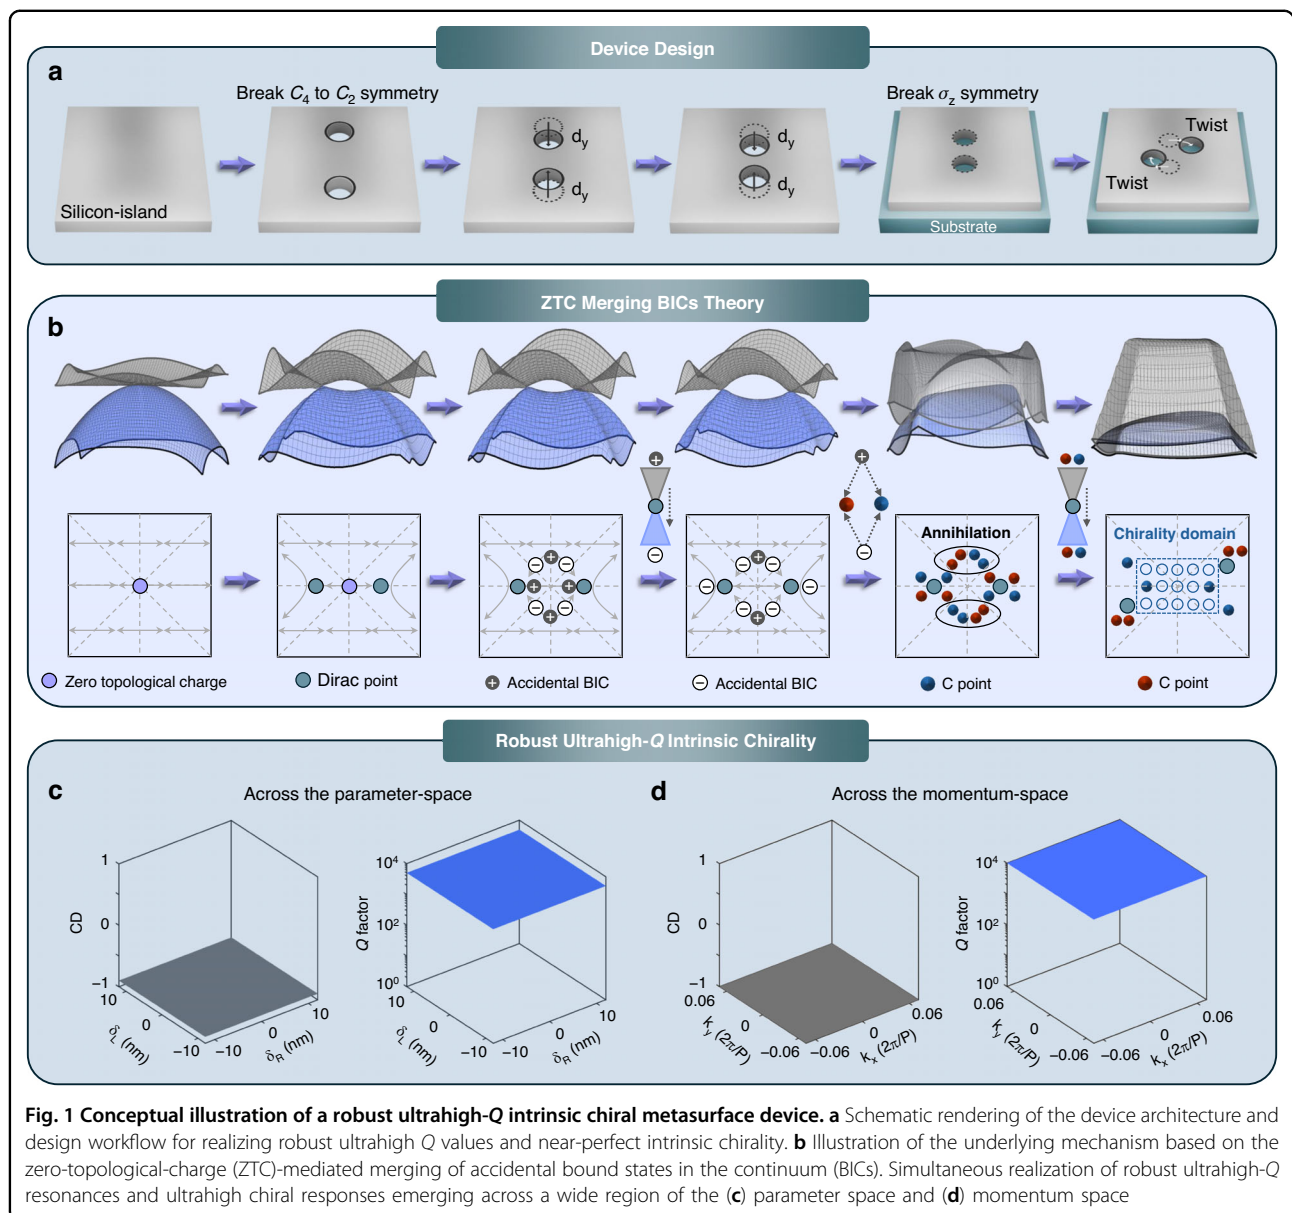 Device Design
a
Break C4 to C2 symmetry
Break σz symmetry
dy
dy
dy
dy
Twist
Twist
Silicon-island
Substrate
ZTC Merging BICs Theory
b
+
−
+
−
+
−
−
+
+
−
−
+
+
−
−
−
−
−
−
+
Annihilation
Chirality domain
Zero topological charge
Dirac point
+ Accidental BIC
− Accidental BIC
C point
C point
Robust Ultrahigh-Q Intrinsic Chirality
c
Across the parameter-space
d
Across the momentum-space
CD
1
0
−1
10
0
−10
δL (nm)
−10
0
10
δR (nm)
Q factor
10⁴
10²
10⁰
10
0
−10
δL (nm)
−10
0
10
δR (nm)
CD
1
0
−1
0.06
0
−0.06
ky (2π/P)
−0.06
0
0.06
kx (2π/P)
Q factor
10⁴
10²
10⁰
0.06
0
−0.06
ky (2π/P)
−0.06
0
0.06
kx (2π/P)
Fig. 1 Conceptual illustration of a robust ultrahigh-Q intrinsic chiral metasurface device. a Schematic rendering of the device architecture and
design workflow for realizing robust ultrahigh Q values and near-perfect intrinsic chirality. b Illustration of the underlying mechanism based on the
zero-topological-charge (ZTC)-mediated merging of accidental bound states in the continuum (BICs). Simultaneous realization of robust ultrahigh-Q
resonances and ultrahigh chiral responses emerging across a wide region of the (c) parameter space and (d) momentum space